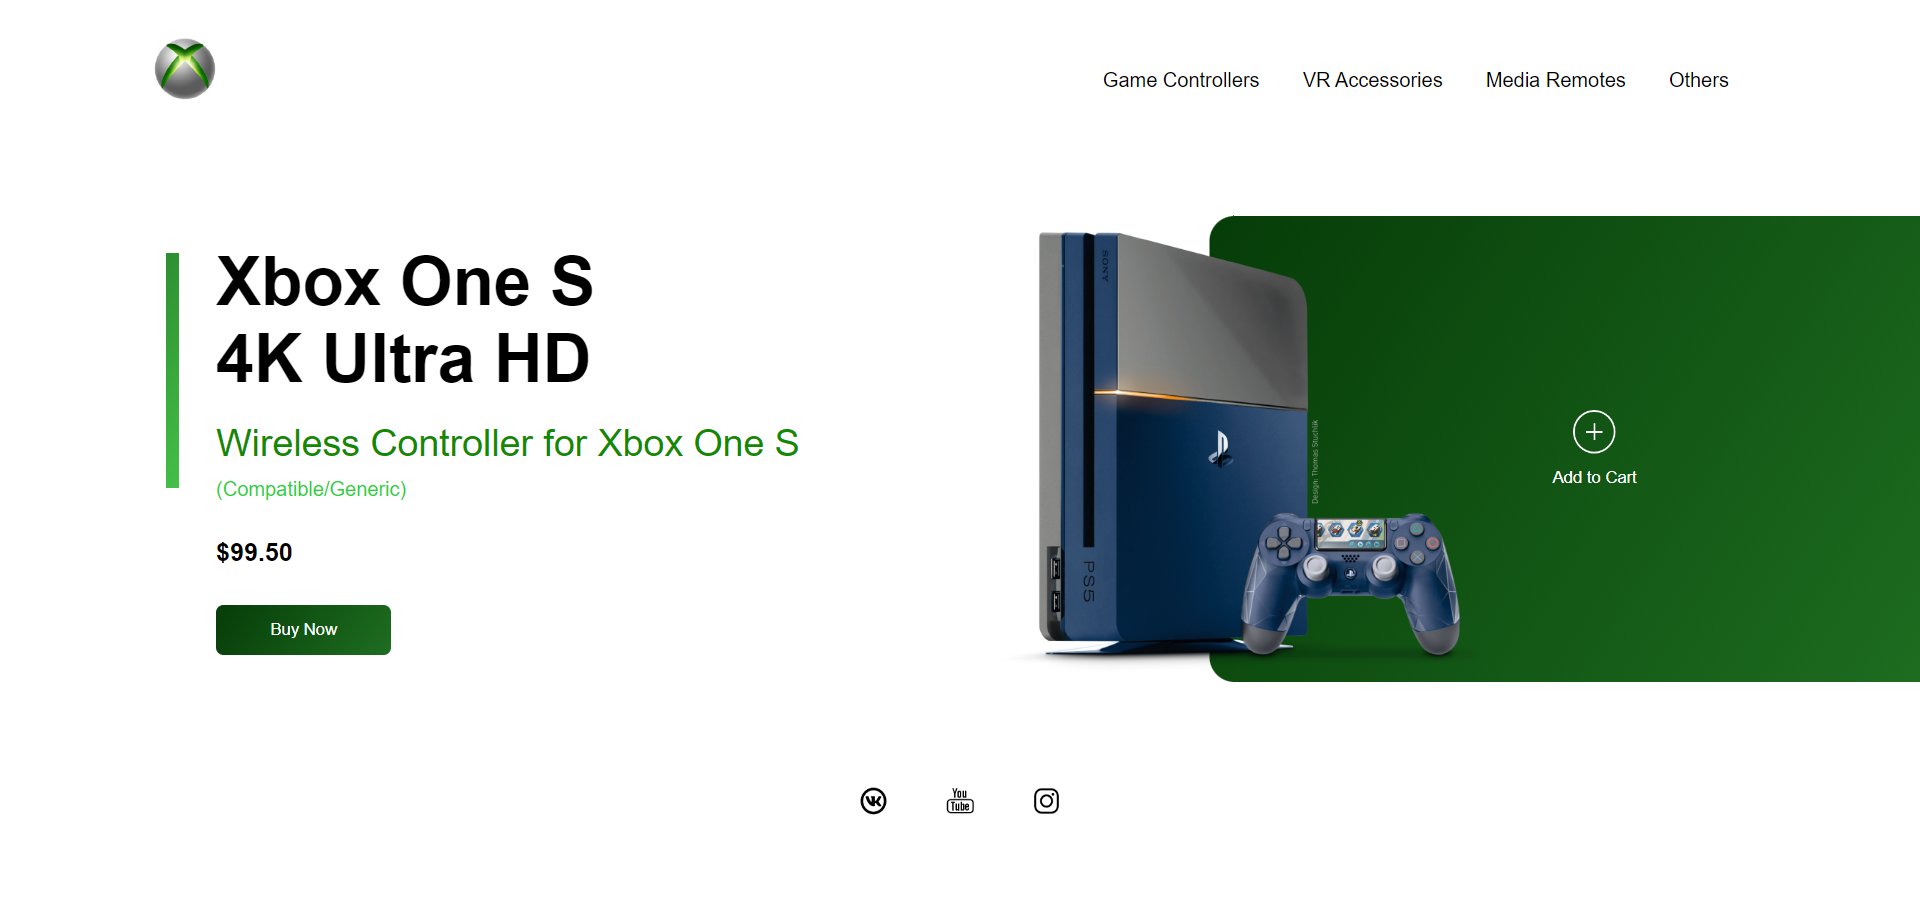 Game Controllers VR Accessories Media Remotes Others
Xbox One S
4K Ultra HD
Wireless Controller for Xbox One S
(Compatible/Generic)
$99.50
Buy Now
SONY
PS5
Design: Thomas Stuchlik
Add to Cart
You
Tube